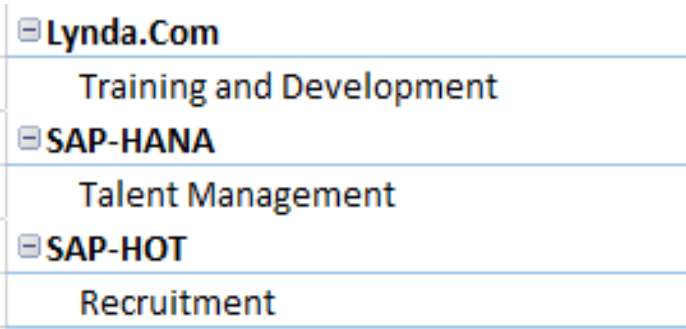 Lynda.Com
Training and Development
SAP-HANA
Talent Management
SAP-HOT
Recruitment